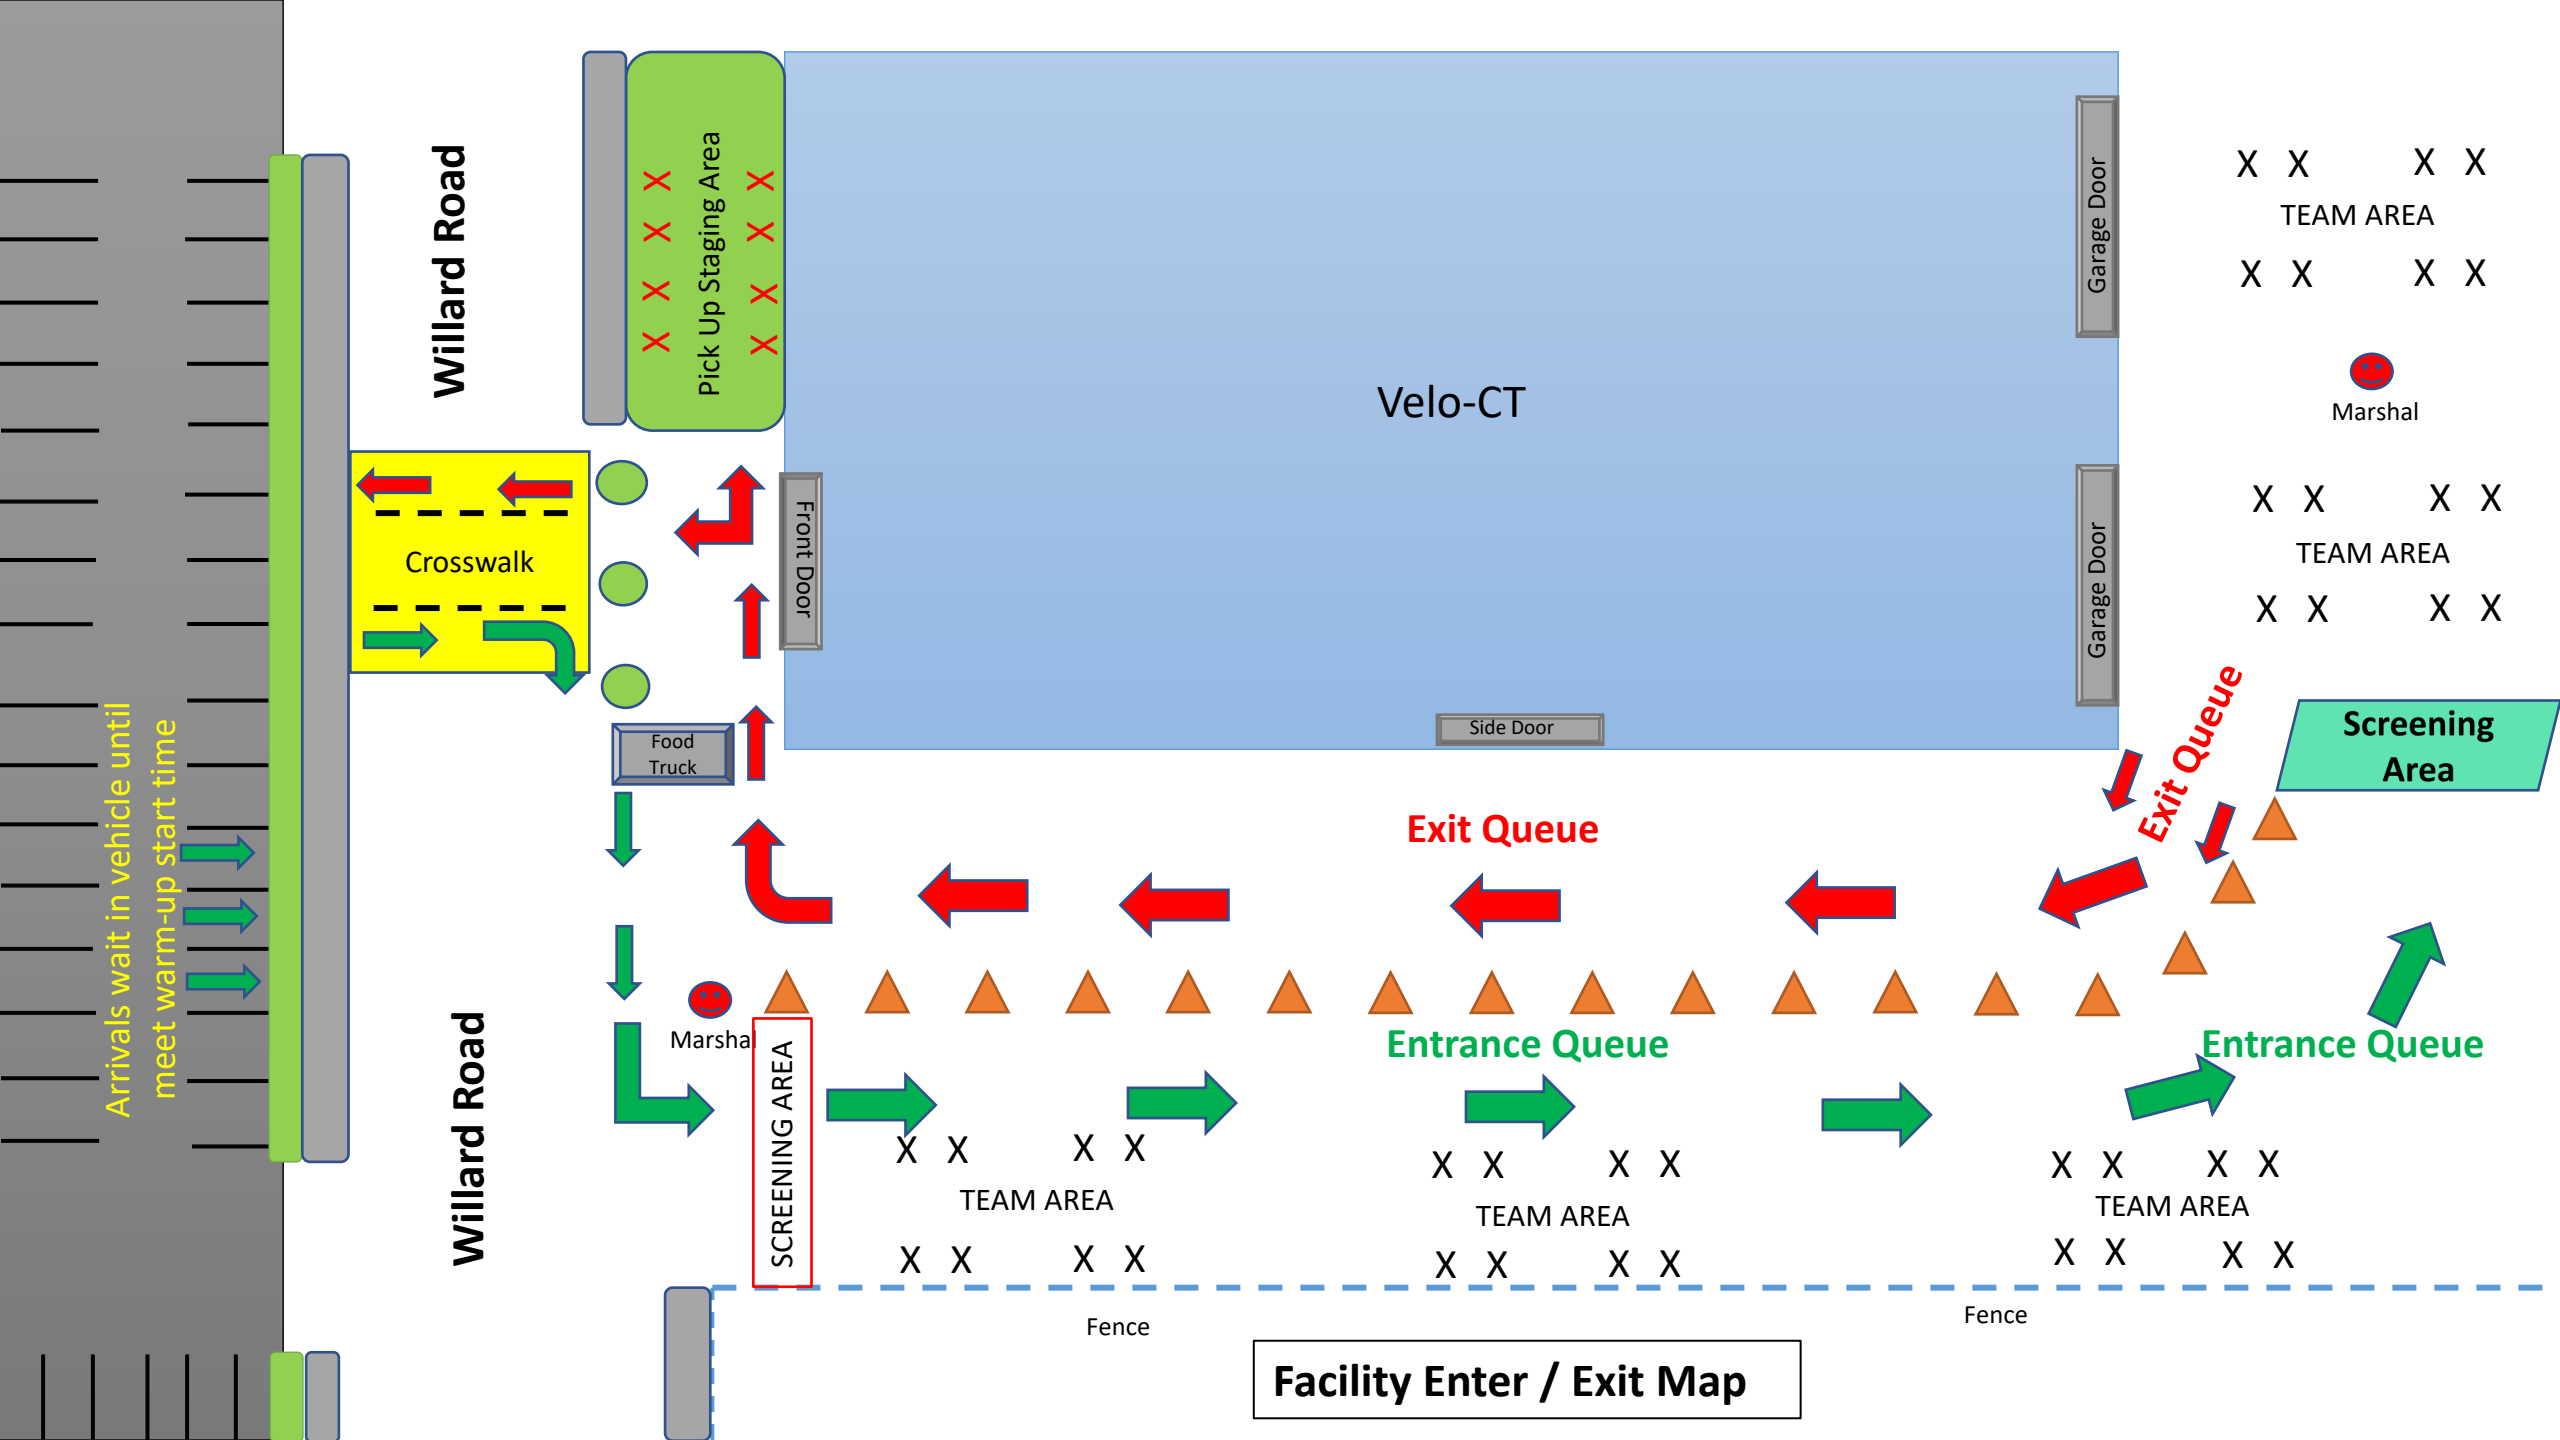 Willard Road
Pick Up Staging Area
X X
X X
X X
X X
Velo-CT
Garage Door
X X X X
TEAM AREA
X X X X
Marshal
Front Door
Crosswalk
Garage Door
X X X X
TEAM AREA
X X X X
Food
Truck
Side Door
Exit Queue
Screening
Area
Arrivals wait in vehicle until
meet warm-up start time
Exit Queue
Marshal
SCREENING AREA
Entrance Queue
Entrance Queue
Willard Road
X X X X
TEAM AREA
X X X X
X X X X
TEAM AREA
X X X X
X X X X
TEAM AREA
X X X X
Fence
Fence
Facility Enter / Exit Map